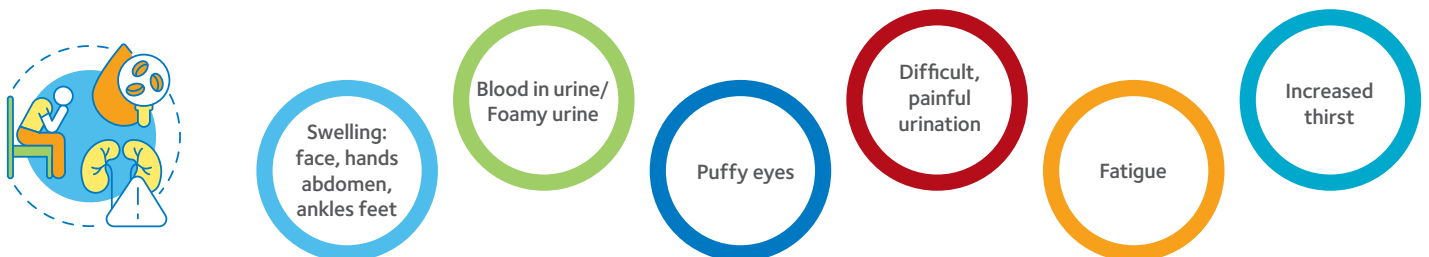 Swelling:
face, hands
abdomen,
ankles feet
Blood in urine/
Foamy urine
Puffy eyes
Difficult,
painful
urination
Fatigue
Increased
thirst